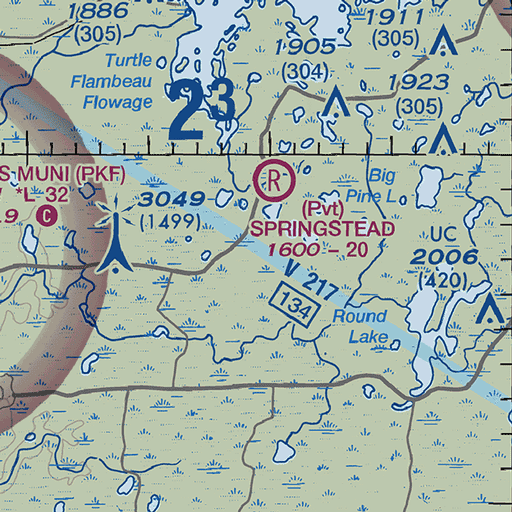 1886
(305)
1911
(305)
Turtle
Flambeau
Flowage
1905
(304)
1923
(305)
23
S MUNI (PKF)
*L 32
9 C
3049
(1499)
R
(Pvt)
SPRINGSTEAD
1600 - 20
Big
Pine L
UC
2006
(420)
V 217
134
Round
Lake